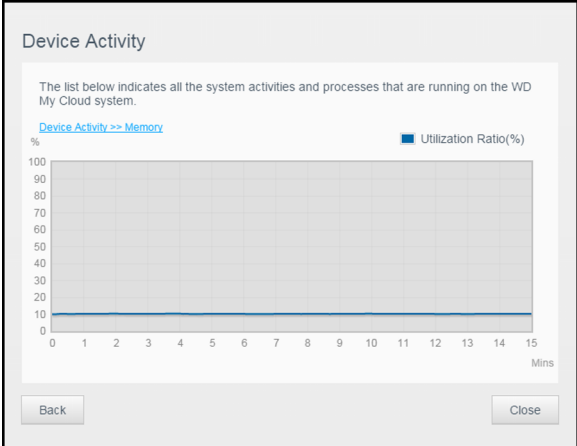 Device Activity
The list below indicates all the system activities and processes that are running on the WD
My Cloud system.
Device Activity >> Memory
%
Utilization Ratio(%)
100
90
80
70
60
50
40
30
20
10
0
0 1 2 3 4 5 6 7 8 9 10 11 12 13 14 15
Mins
Back
Close